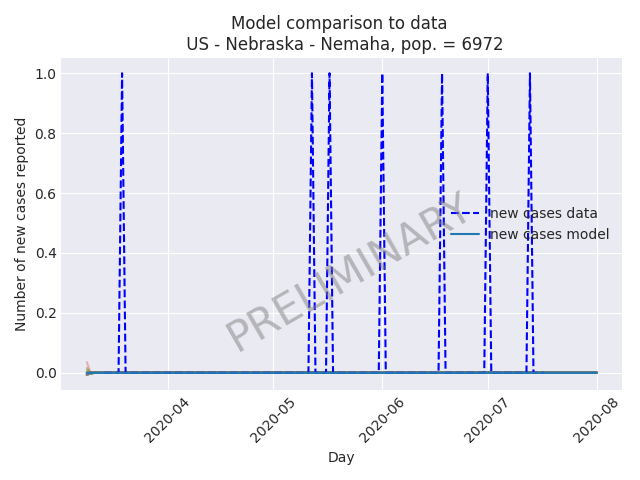 Model comparison to data
US - Nebraska - Nemaha, pop. = 6972
Number of new cases reported
1.0
0.8
0.6
0.4
0.2
0.0
new cases data
new cases model
PRELIMINARY
2020-04
2020-05
2020-06
2020-07
2020-08
Day